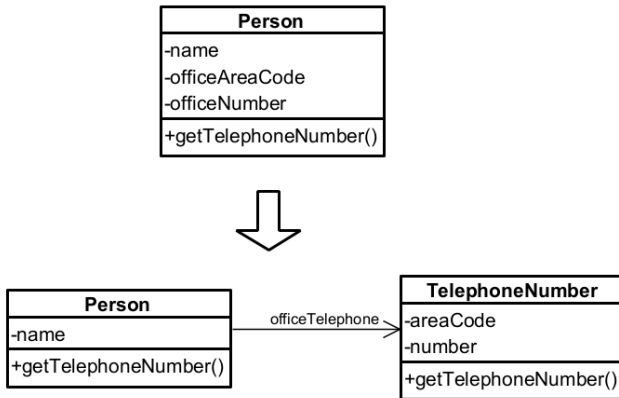 Person
-name
-officeAreaCode
-officeNumber
+getTelephoneNumber()
Person
-name
+getTelephoneNumber()
officeTelephone
TelephoneNumber
-areaCode
-number
+getTelephoneNumber()